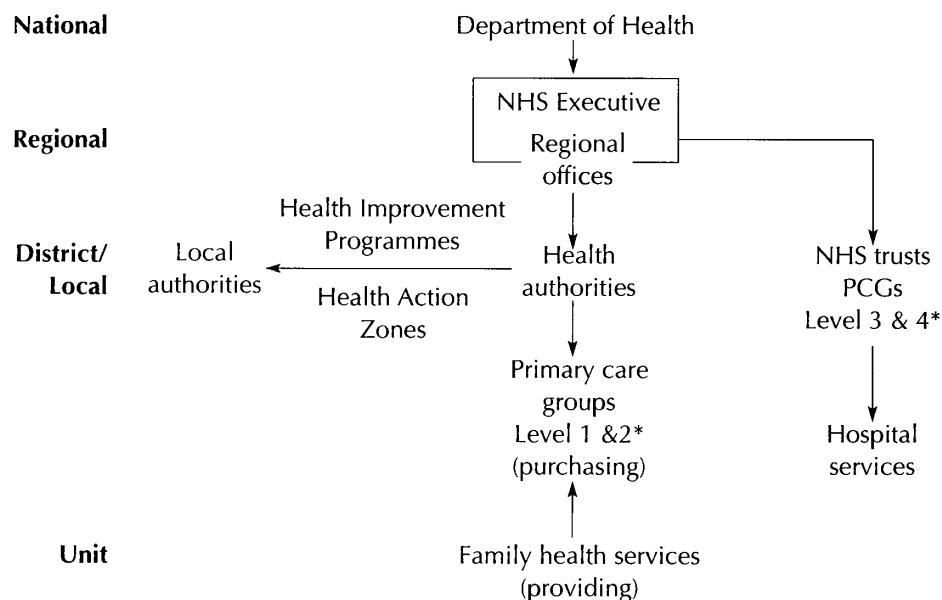 National
Department of Health
NHS Executive
Regional
Regional
offices
Health Improvement
Programmes
District/
Local
Local
authorities
Health
authorities
NHS trusts
PCGs
Level 3 & 4*
Health Action
Zones
Primary care
groups
Level 1 &2*
(purchasing)
Hospital
services
Unit
Family health services
(providing)